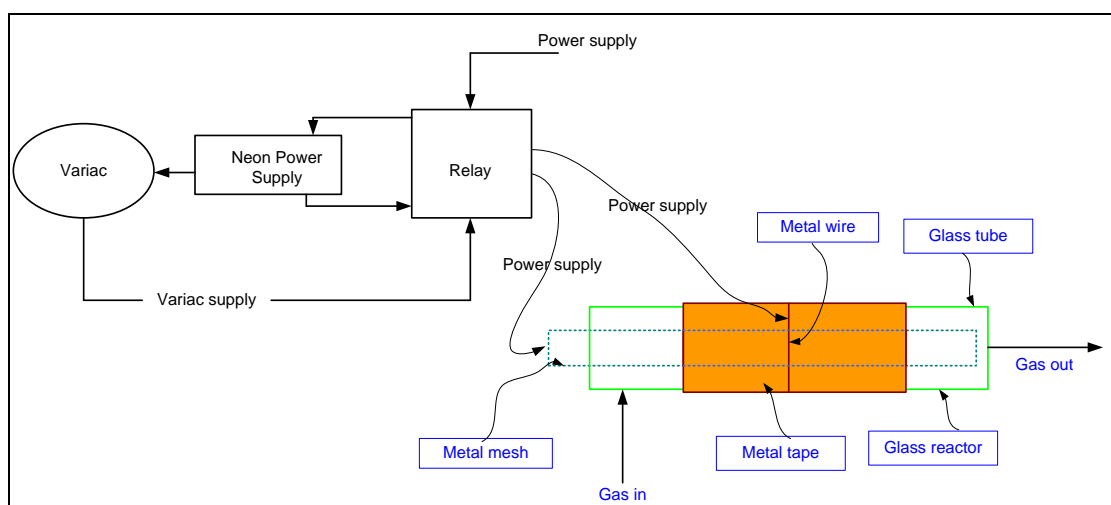 Power supply
Variac
Neon Power
Supply
Relay
Power supply
Metal wire
Glass tube
Power supply
Variac supply
Gas out
Metal mesh
Metal tape
Glass reactor
Gas in